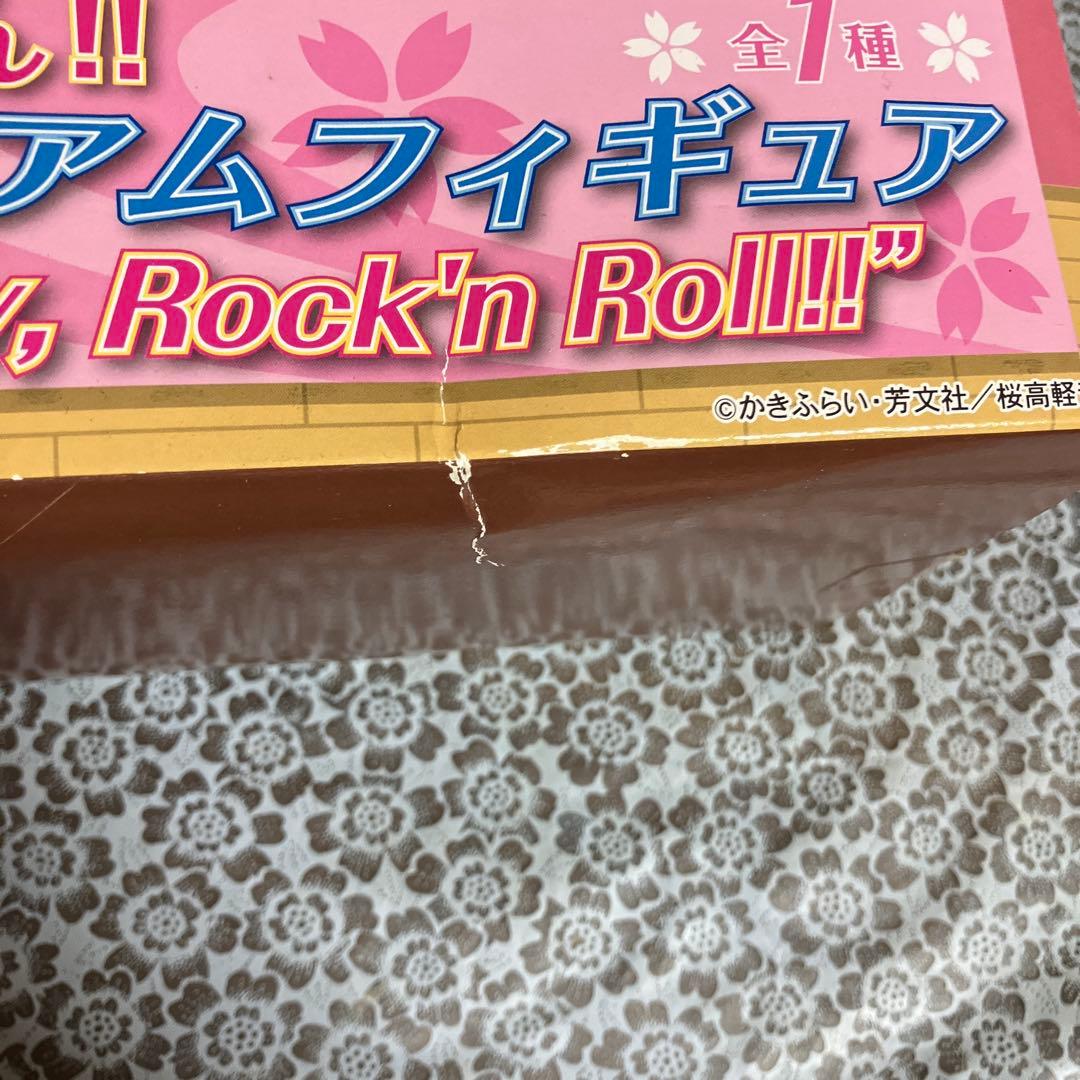 ん!!
全1種
アムフィギュア
, Rock'n Roll!!”
©かきふらい・芳文社／桜高軽